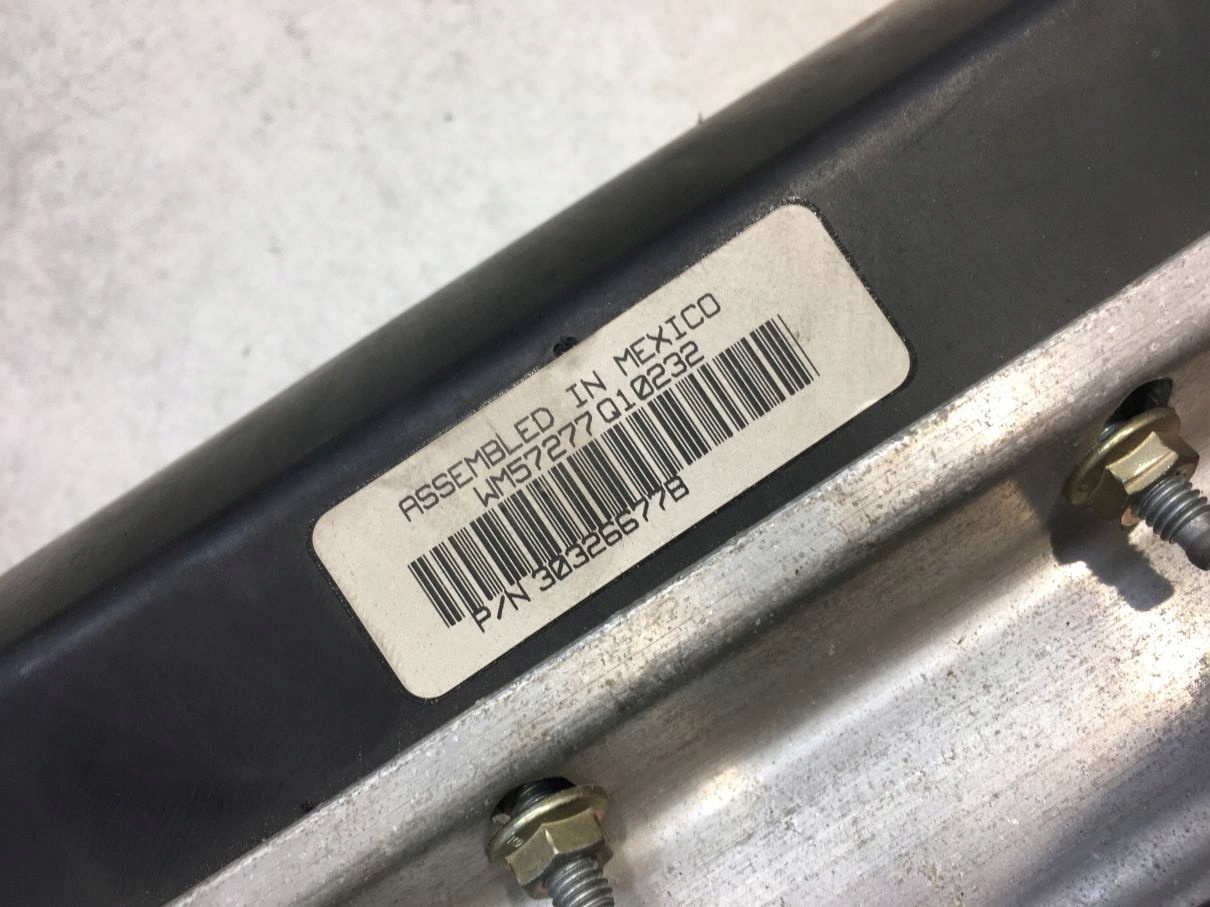 ASSEMBLED IN MEXICO
WM57277Q10232
P/N 30326677B